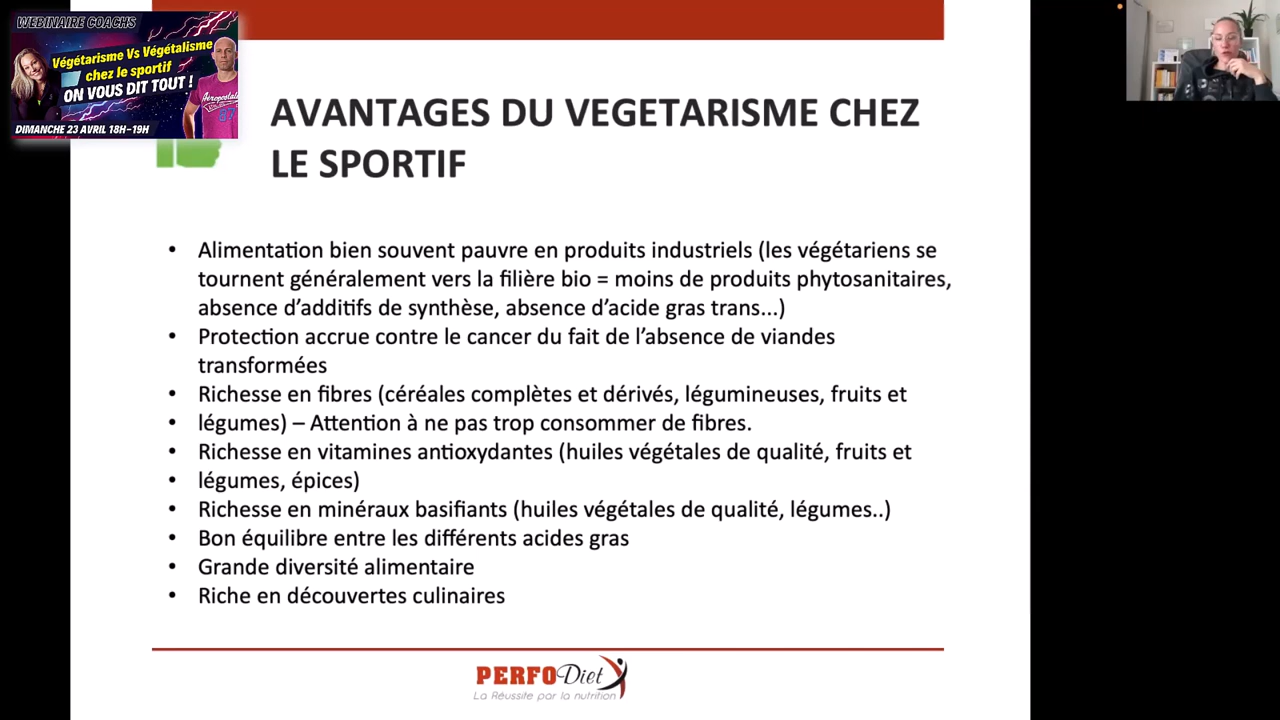 WEBINAIRE COACHS
Végétarisme Vs Végétalisme
chez le sportif
ON VOUS DIT TOUT !
Aéropostale
87
DIMANCHE 23 AVRIL 18H-19H
AVANTAGES DU VEGETARISME CHEZ
LE SPORTIF
• Alimentation bien souvent pauvre en produits industriels (les végétariens se
tournent généralement vers la filière bio = moins de produits phytosanitaires,
absence d’additifs de synthèse, absence d’acide gras trans...)
• Protection accrue contre le cancer du fait de l’absence de viandes
transformées
• Richesse en fibres (céréales complètes et dérivés, légumineuses, fruits et
• légumes) – Attention à ne pas trop consommer de fibres.
• Richesse en vitamines antioxydantes (huiles végétales de qualité, fruits et
• légumes, épices)
• Richesse en minéraux basifiants (huiles végétales de qualité, légumes..)
• Bon équilibre entre les différents acides gras
• Grande diversité alimentaire
• Riche en découvertes culinaires
PERFODiet
La Réussite par la nutrition